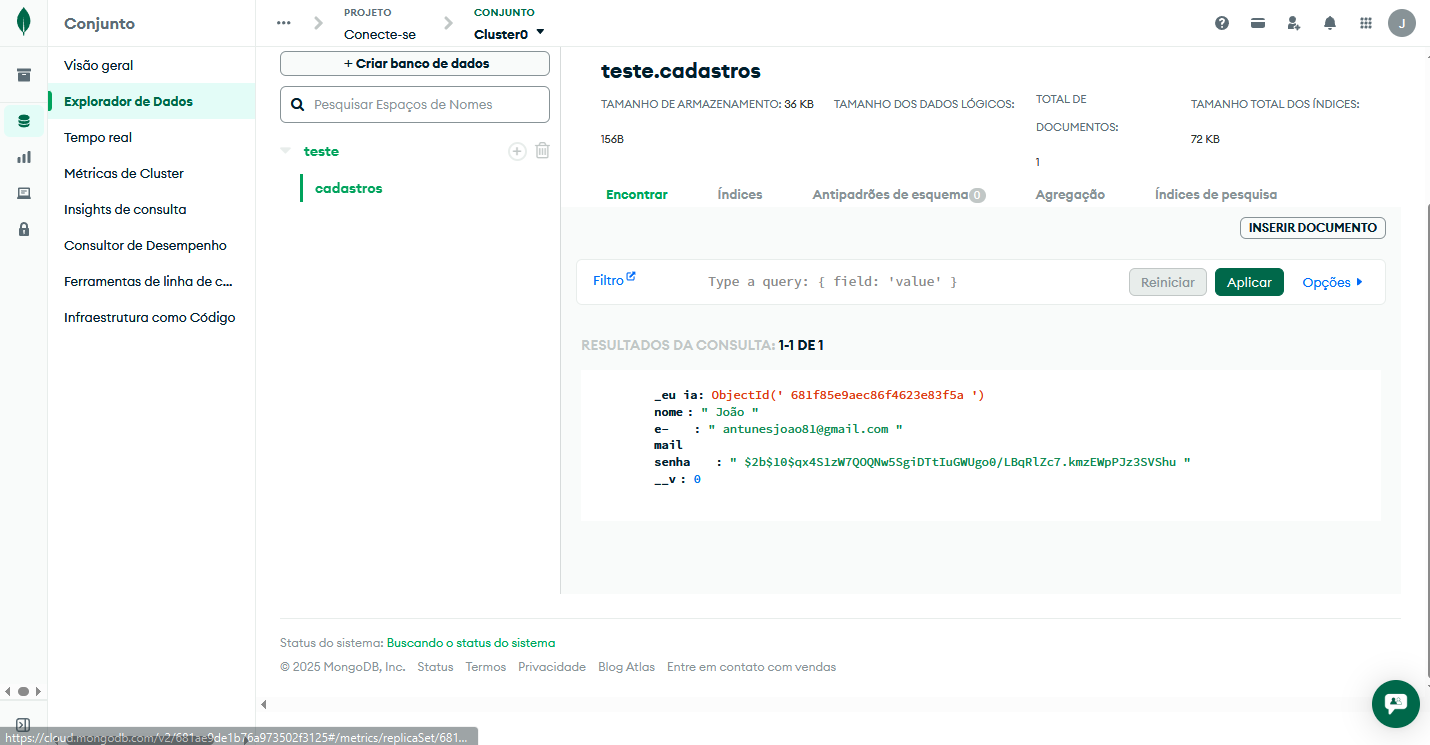 Conjunto
PROJETO
Conecte-se
CONJUNTO
Cluster0
J
Visão geral
Explorador de Dados
Tempo real
Métricas de Cluster
Insights de consulta
Consultor de Desempenho
Ferramentas de linha de c...
Infraestrutura como Código
+ Criar banco de dados
Pesquisar Espaços de Nomes
teste
cadastros
teste.cadastros
TAMANHO DE ARMAZENAMENTO: 36 KB
TAMANHO DOS DADOS LÓGICOS:
156B
TOTAL DE
DOCUMENTOS:
1
TAMANHO TOTAL DOS ÍNDICES:
72 KB
Encontrar
Índices
Antipadrões de esquema 0
Agregação
Índices de pesquisa
INSERIR DOCUMENTO
Filtro
Type a query: { field: 'value' }
Reiniciar
Aplicar
Opções
RESULTADOS DA CONSULTA: 1-1 DE 1
_eu ia: ObjectId(' 681f85e9aec86f4623e83f5a ')
nome : " João "
e- : " antunesjoao81@gmail.com "
mail
senha : " $2b$10$qx4S1zW7QOQNw5SgiDTtIuGWUgo0/LBqRlZc7.kmzEWpPJz3SVShu "
__v : 0
Status do sistema: Buscando o status do sistema
© 2025 MongoDB, Inc. Status Termos Privacidade Blog Atlas Entre em contato com vendas
https://cloud.mongodb.com/v2/681ae9de1b76a973502f3125#/metrics/replicaSet/681...